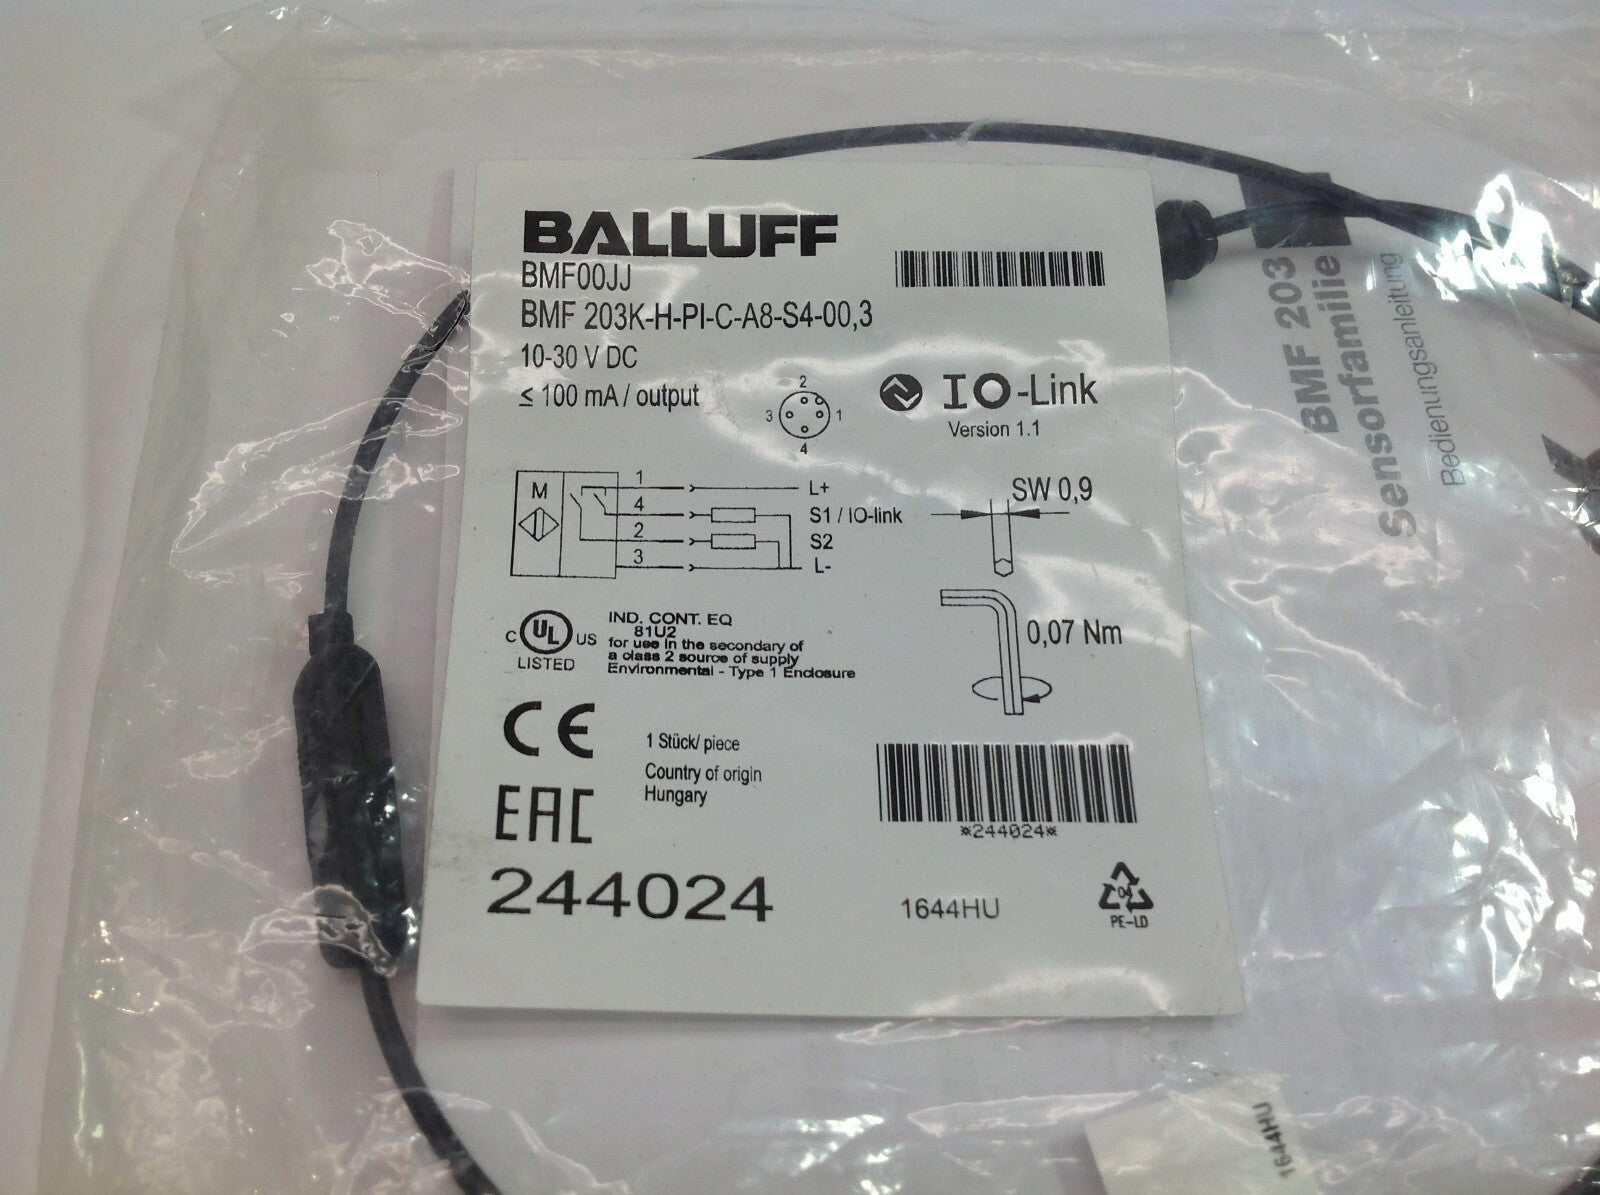 BALLUFF
BMF00JJ
BMF 203K-H-PI-C-A8-S4-00,3
10-30 V DC
≤ 100 mA / output
2
3 1
4
IO-Link
Version 1.1
M
1 L+
4 S1 / IO-link
2 S2
3 L-
SW 0,9
0,07 Nm
C UL US
LISTED
IND. CONT. EQ
81U2
for use in the secondary of
a class 2 source of supply
Environmental - Type 1 Enclosure
CE
1 Stück/ piece
Country of origin
Hungary
EAC
*244024*
244024
1644HU
04
PE-LD
BMF 203
Sensorfamilie
Bedienungsanleitung
1644HU